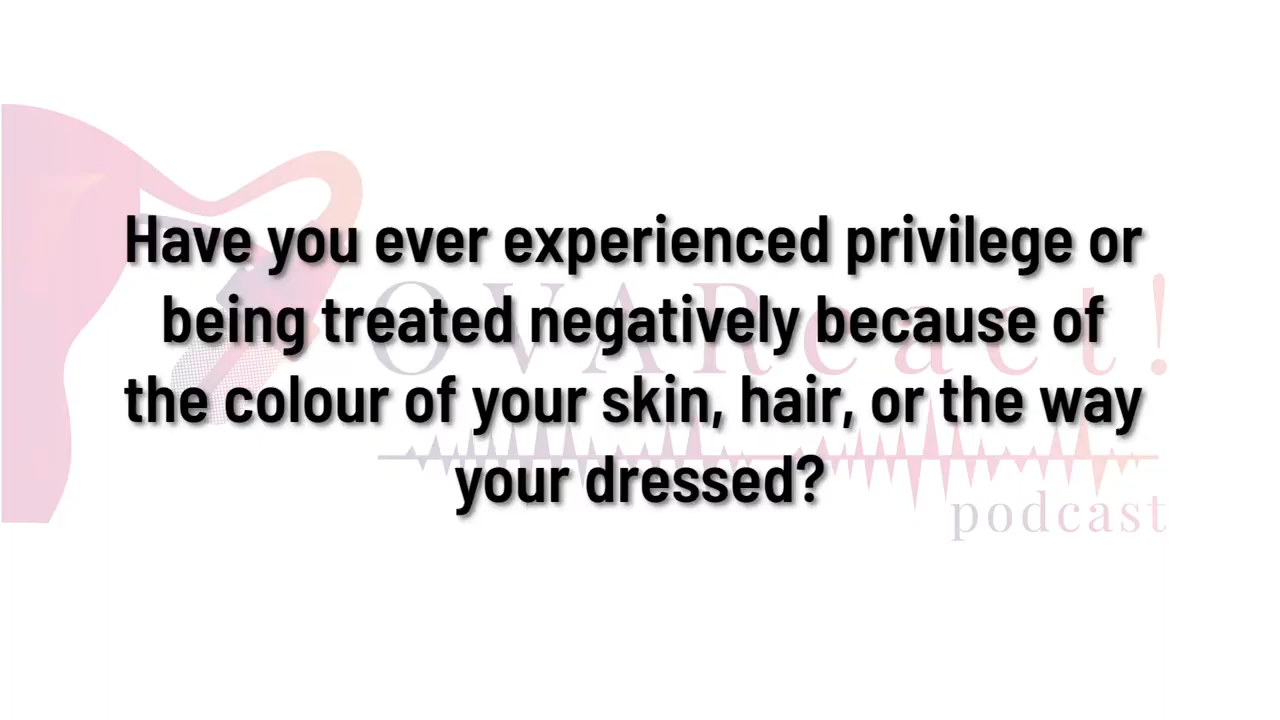 Have you ever experienced privilege or
being treated negatively because of
the colour of your skin, hair, or the way
your dressed?
OVAReact!
podcast